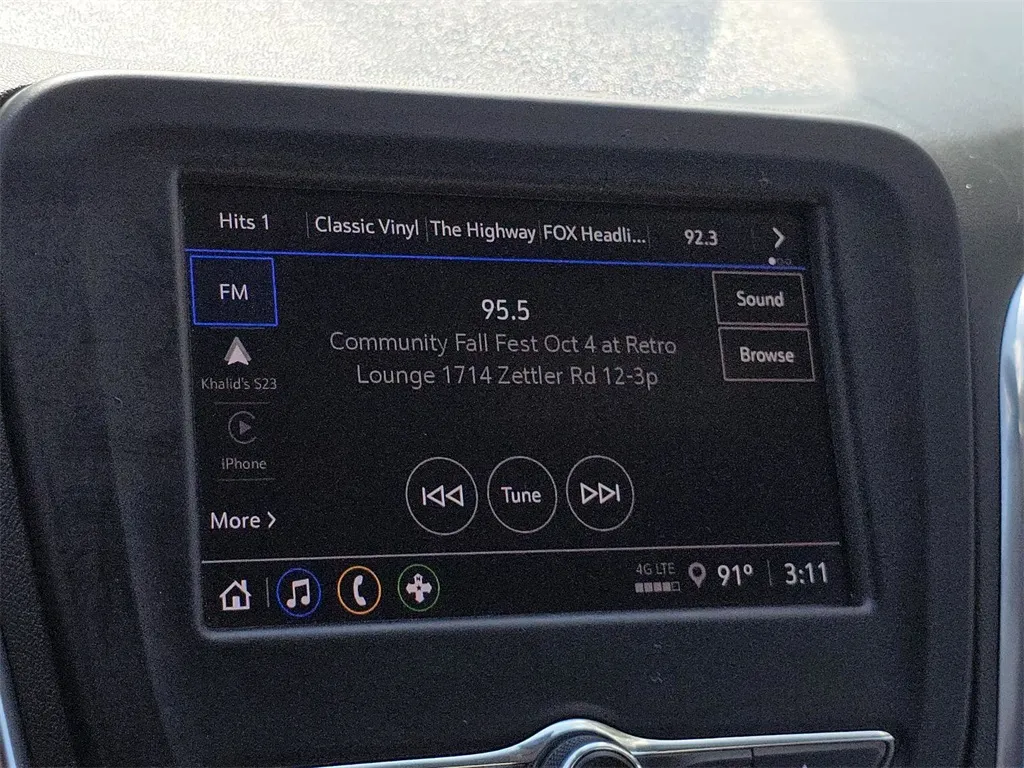 Hits 1 Classic Vinyl The Highway FOX Headli... 92.3
FM
95.5
Sound
Community Fall Fest Oct 4 at Retro
Lounge 1714 Zettler Rd 12-3p
Browse
Khalid's S23
iPhone
Tune
More
4G LTE
91° 3:11